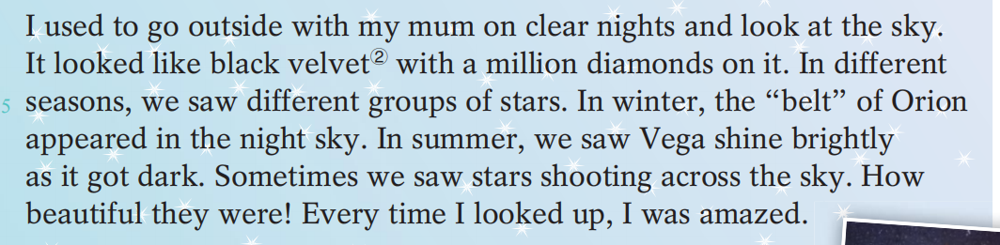 I used to go outside with my mum on clear nights and look at the sky.
It looked like black velvet② with a million diamonds on it. In different
5 seasons, we saw different groups of stars. In winter, the “belt” of Orion
appeared in the night sky. In summer, we saw Vega shine brightly
as it got dark. Sometimes we saw stars shooting across the sky. How
beautiful they were! Every time I looked up, I was amazed.